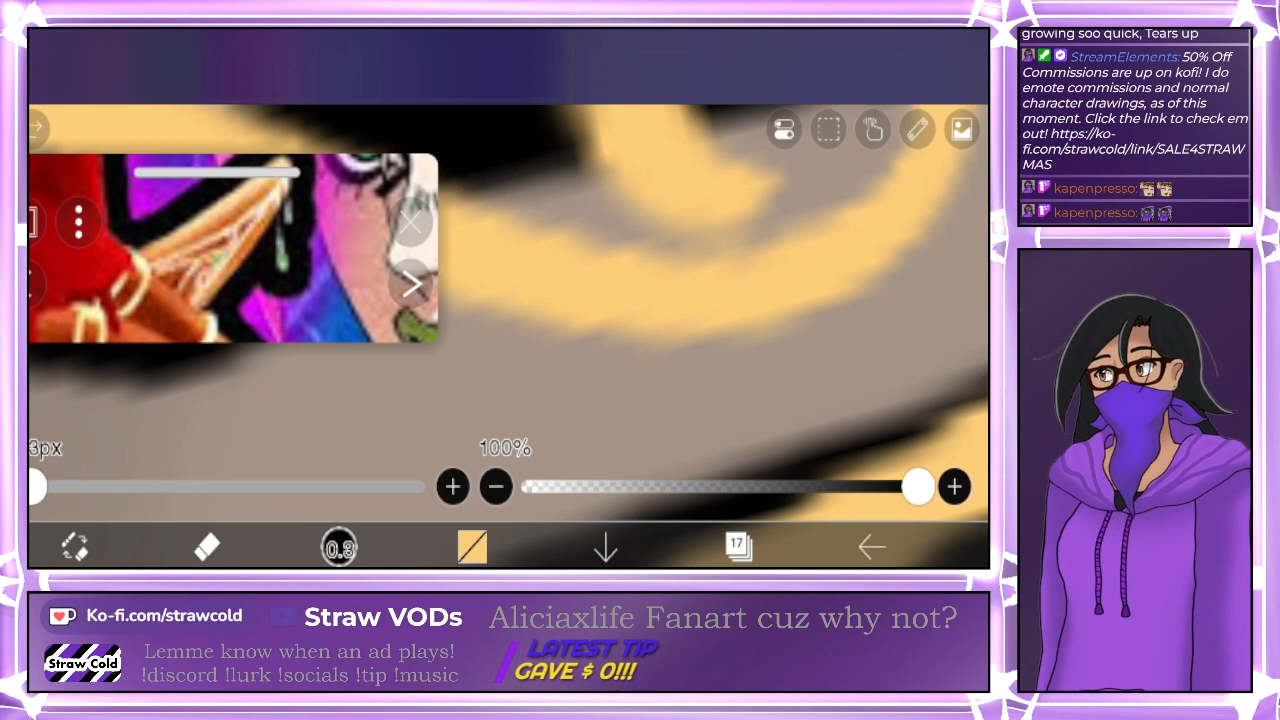 growing soo quick, Tears up
StreamElements: 50% Off
Commissions are up on kofi! I do
emote commissions and normal
character drawings, as of this
moment. Click the link to check em
out! https://ko-
fi.com/strawcold/link/SALE4STRAW
MAS
kapenpresso:
kapenpresso:
3px
100%
0.3
17
Ko-fi.com/strawcold
Straw VODs
Aliciaxlife Fanart cuz why not?
Straw Cold
Lemme know when an ad plays!
!discord !lurk !socials !tip !music
LATEST TIP
GAVE $ 0!!!